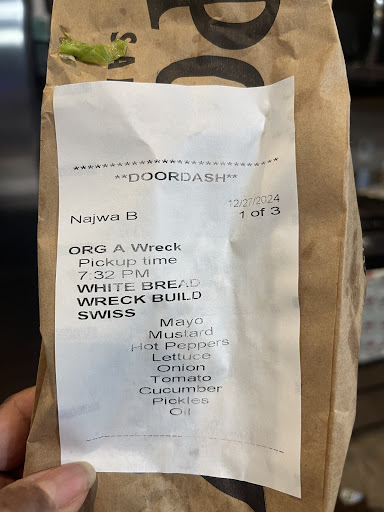 **************************************
**DOORDASH**
12/27/2024
Najwa B 1 of 3
ORG A Wreck
Pickup time
7:32 PM
WHITE BREAD
WRECK BUILD
SWISS
Mayo
Mustard
Hot Peppers
Lettuce
Onion
Tomato
Cucumber
Pickles
Oil